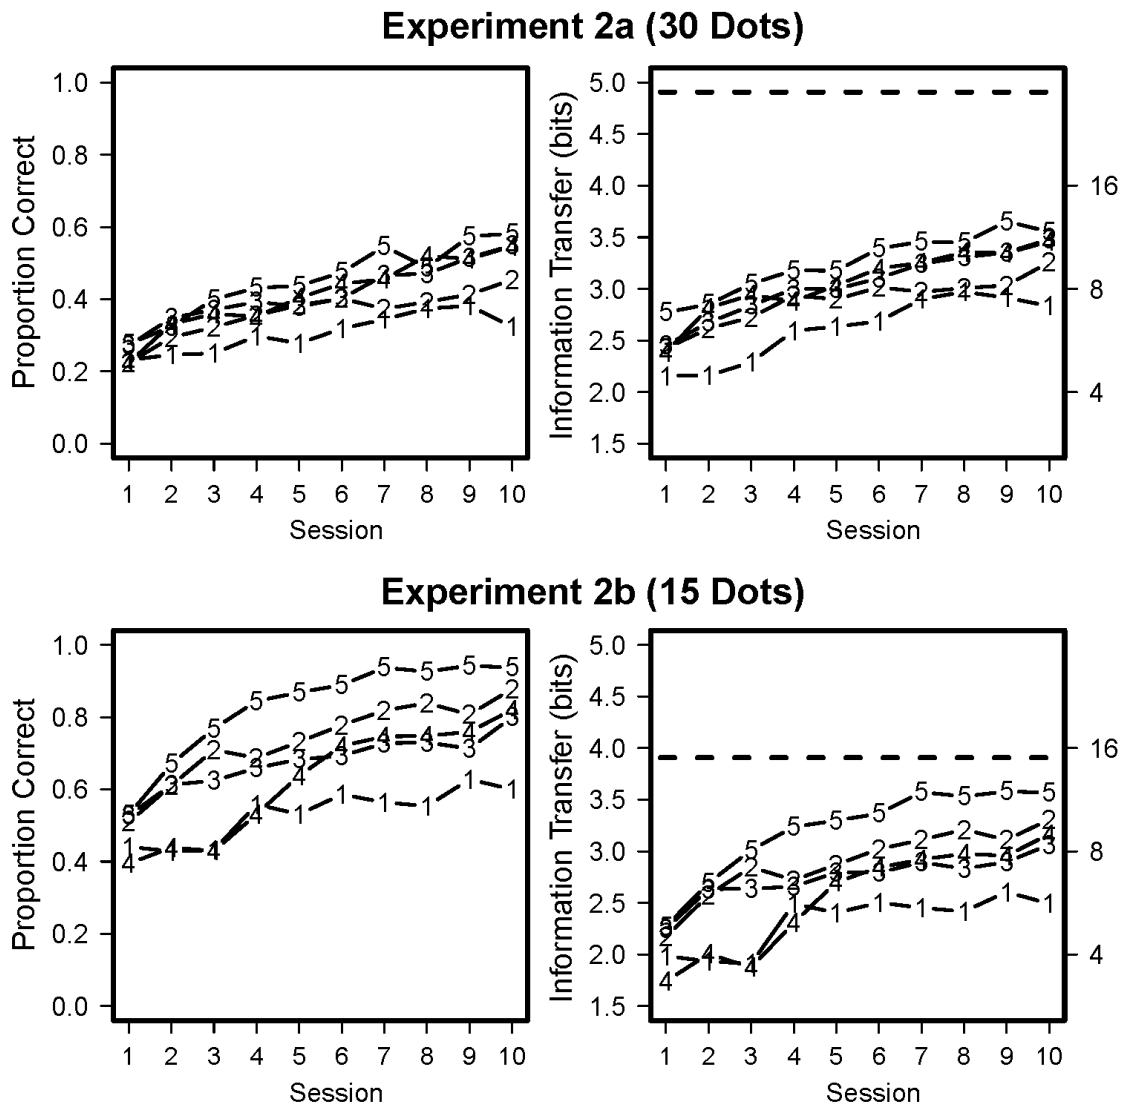 Experiment 2a (30 Dots)
Proportion Correct
1.0
0.8
0.6
0.4
0.2
0.0
1 2 3 4 5 6 7 8 9 10
Session
Information Transfer (bits)
5.0
4.5
4.0
3.5
3.0
2.5
2.0
1.5
16
8
4
1 2 3 4 5 6 7 8 9 10
Session
Experiment 2b (15 Dots)
Proportion Correct
1.0
0.8
0.6
0.4
0.2
0.0
1 2 3 4 5 6 7 8 9 10
Session
Information Transfer (bits)
5.0
4.5
4.0
3.5
3.0
2.5
2.0
1.5
16
8
4
1 2 3 4 5 6 7 8 9 10
Session